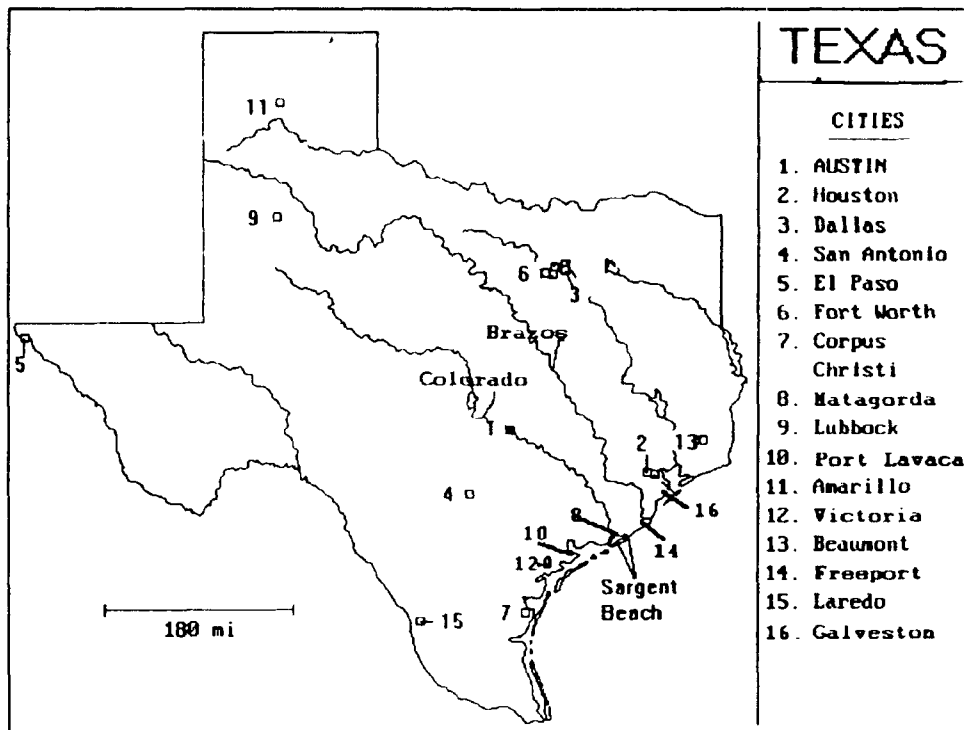 TEXAS
CITIES
1. AUSTIN
2. Houston
3. Dallas
4. San Antonio
5. El Paso
6. Fort Worth
7. Corpus
Christi
8. Matagorda
9. Lubbock
10. Port Lavaca
11. Amarillo
12. Victoria
13. Beaumont
14. Freeport
15. Laredo
16. Galveston
11
9
6
3
5
Brazos
Colorado
1
2
13
4
16
8
10
14
12
Sargent
Beach
7
15
180 mi